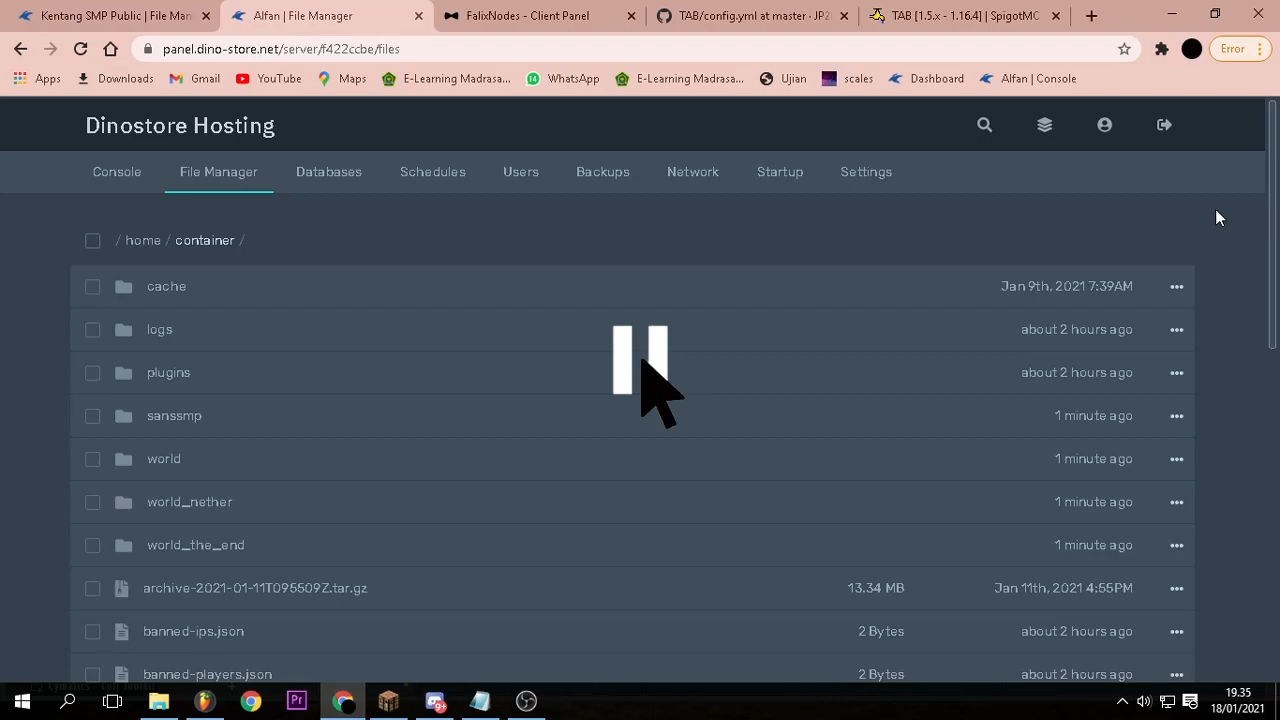 Kentang SMP Public | File Man
Alfan | File Manager
FalixNodes - Client Panel
TAB/config.yml at master · JP2
TAB [1.5.x - 1.16.4] | SpigotMC
panel.dino-store.net/server/f422ccbe/files
Error
Apps
Downloads
Gmail
YouTube
Maps
E-Learning Madrasa...
WhatsApp
E-Learning Madrasa...
Ujian
scales
Dashboard
Alfan | Console
Dinostore Hosting
Console
File Manager
Databases
Schedules
Users
Backups
Network
Startup
Settings
/ home / container /
cache Jan 9th, 2021 7:39AM
logs about 2 hours ago
plugins about 2 hours ago
sanssmp 1 minute ago
world 1 minute ago
world_nether 1 minute ago
world_the_end 1 minute ago
archive-2021-01-11T095509Z.tar.gz 13.34 MB Jan 11th, 2021 4:55PM
banned-ips.json 2 Bytes about 2 hours ago
banned-players.json 2 Bytes about 2 hours ago
Pr
19.35
18/01/2021